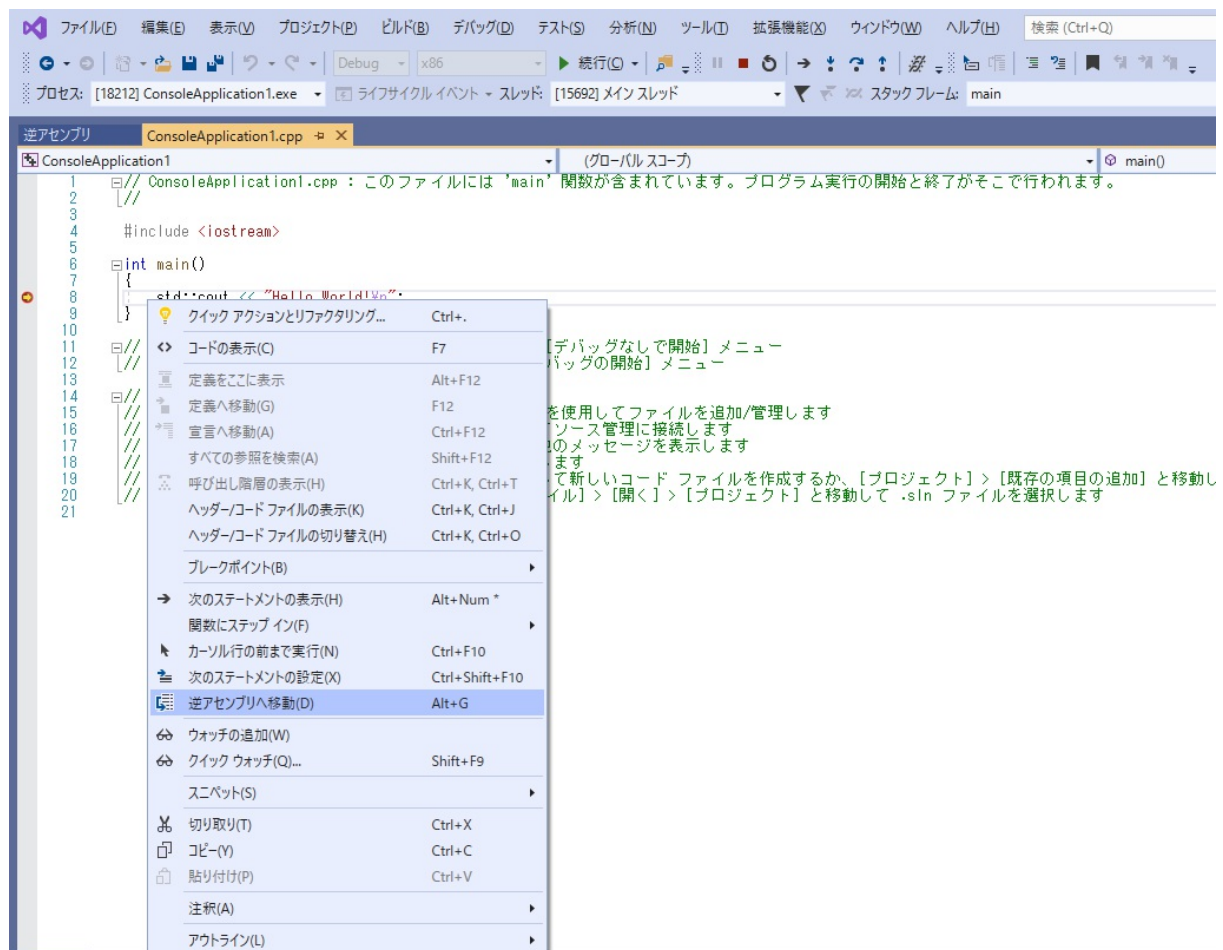 ファイル(F) 編集(E) 表示(V) プロジェクト(P) ビルド(B) デバッグ(D) テスト(S) 分析(N) ツール(T) 拡張機能(X) ウィンドウ(W) ヘルプ(H) 検索 (Ctrl+Q)
Debug x86 続行(C)
プロセス: [18212] ConsoleApplication1.exe ライフサイクル イベント スレッド: [15692] メイン スレッド スタック フレーム: main
逆アセンブリ ConsoleApplication1.cpp
ConsoleApplication1 (グローバル スコープ) main()
1 // ConsoleApplication1.cpp : このファイルには 'main' 関数が含まれています。プログラム実行の開始と終了がそこで行われます。
2 //
3
4 #include <iostream>
5
6 int main()
7 {
8 std::cout << "Hello World!¥n";
9 }
10
11 // [デバッグなしで開始] メニュー
12 // バッグの開始] メニュー
13
14 //
15 // を使用してファイルを追加/管理します
16 // ソース管理に接続します
17 // のメッセージを表示します
18 // ます
19 // て新しいコード ファイルを作成するか、[プロジェクト] > [既存の項目の追加] と移動し
20 // イル] > [開く] > [プロジェクト] と移動して .sln ファイルを選択します
21
クイック アクションとリファクタリング... Ctrl+.
コードの表示(C) F7
定義をここに表示 Alt+F12
定義へ移動(G) F12
宣言へ移動(A) Ctrl+F12
すべての参照を検索(A) Shift+F12
呼び出し階層の表示(H) Ctrl+K, Ctrl+T
ヘッダー/コード ファイルの表示(K) Ctrl+K, Ctrl+J
ヘッダー/コード ファイルの切り替え(H) Ctrl+K, Ctrl+O
ブレークポイント(B)
次のステートメントの表示(H) Alt+Num *
関数にステップ イン(F)
カーソル行の前まで実行(N) Ctrl+F10
次のステートメントの設定(X) Ctrl+Shift+F10
逆アセンブリへ移動(D) Alt+G
ウォッチの追加(W)
クイック ウォッチ(Q)... Shift+F9
スニペット(S)
切り取り(T) Ctrl+X
コピー(Y) Ctrl+C
貼り付け(P) Ctrl+V
注釈(A)
アウトライン(L)